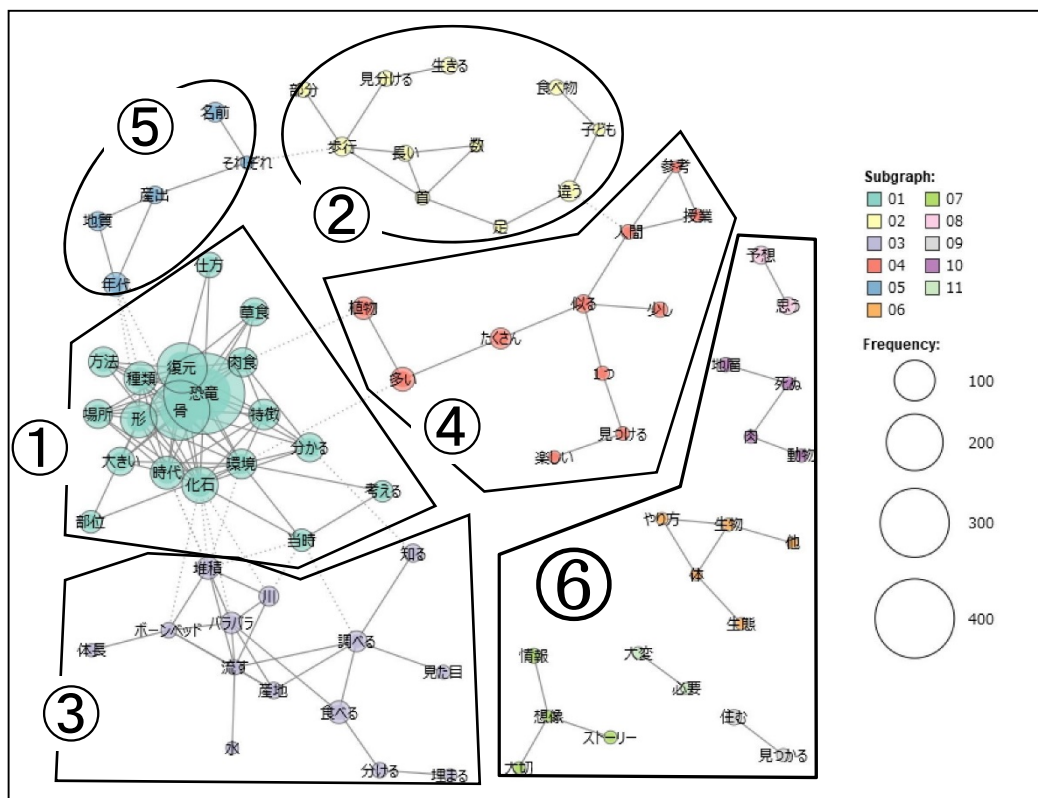 ⑤
名前
それぞれ
産出
地質
年代
②
部分
見分ける
生きる
食べ物
子ども
歩行
長い
数
首
違う
足
①
仕方
草食
方法
種類
復元
肉食
恐竜
場所
形
骨
特徴
大きい
時代
化石
環境
分かる
考える
部位
当時
④
参考
授業
人間
植物
似る
少し
たくさん
多い
1つ
見つける
楽しい
③
堆積
知る
川
ボーンベッド
バラバラ
体長
調べる
流す
見た目
産地
食べる
水
分ける
埋まる
⑥
予想
思う
地層
死ぬ
肉
動物
やり方
生物
他
体
生態
情報
大変
必要
想像
ストーリー
住む
見つかる
大切
Subgraph:
01 07
02 08
03 09
04 10
05 11
06
Frequency:
100
200
300
400